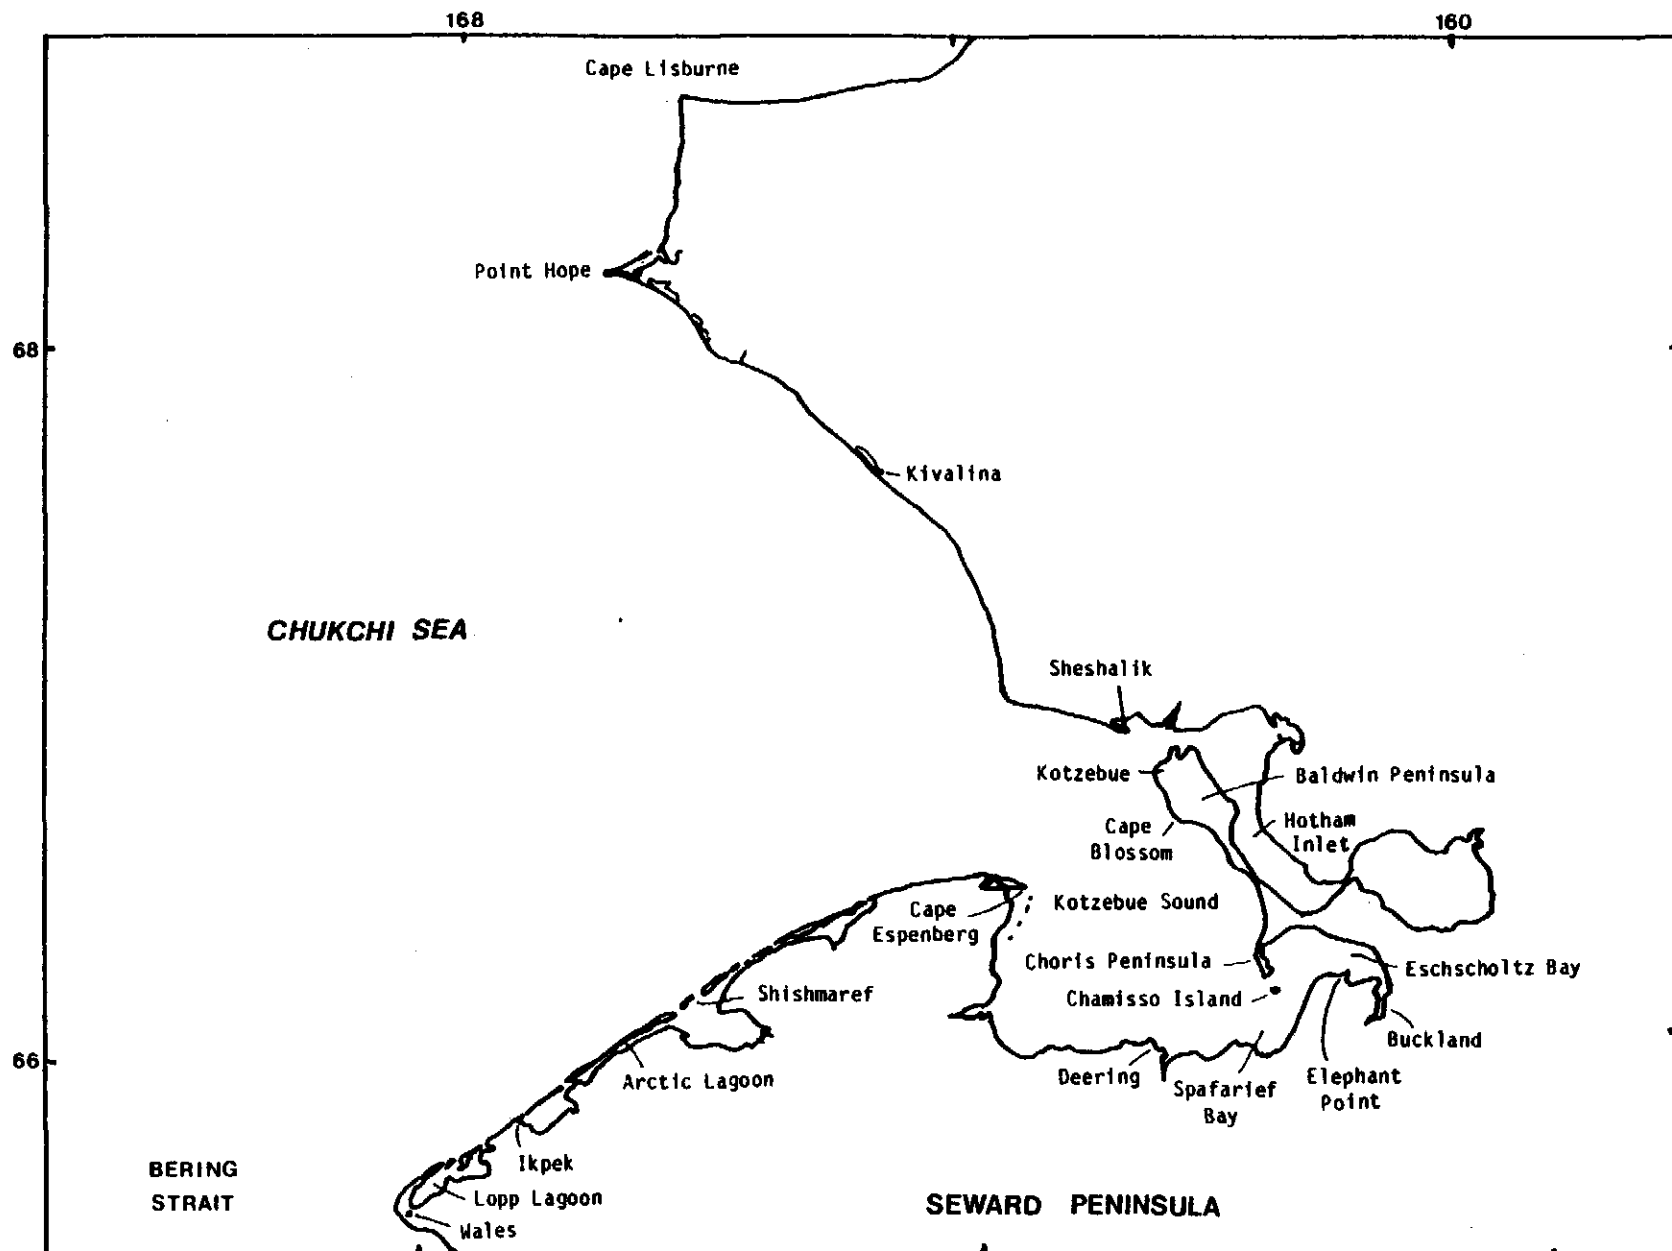 168
160
Cape Lisburne
Point Hope
68
Kivalina
CHUKCHI SEA
Sheshalik
Kotzebue
Baldwin Peninsula
Cape
Blossom
Hotham
Inlet
Cape
Espenberg
Kotzebue Sound
Choris Peninsula
Eschscholtz Bay
Chamisso Island
Shishmaref
Buckland
66
Arctic Lagoon
Deering
Spafarief
Bay
Elephant
Point
BERING
STRAIT
Ikpek
Lopp Lagoon
Wales
SEWARD PENINSULA